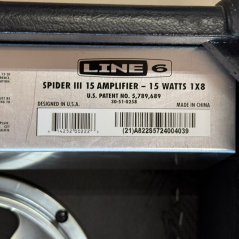 LINE 6
SPIDER III 15 AMPLIFIER – 15 WATTS 1X8
U.S. PATENT NO. 5,789,689
30-51-0258
DESIGNED IN U.S.A.
MADE IN CHINA
(21)A822S5724004039